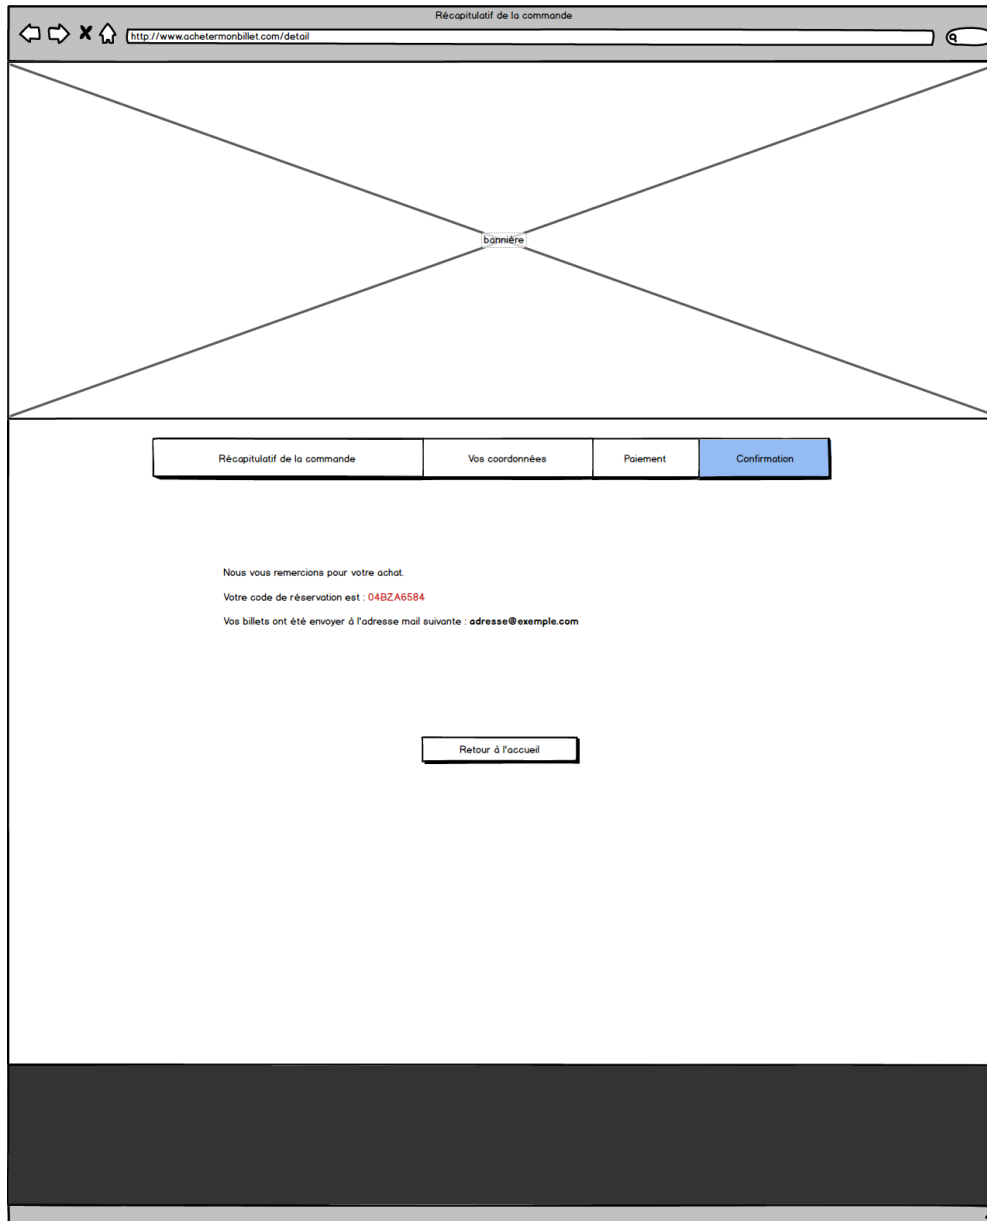 Récapitulatif de la commande
http://www.achetermonbillet.com/detail
bannière
Récapitulatif de la commande Vos coordonnées Paiement Confirmation
Nous vous remercions pour votre achat.
Votre code de réservation est : 04BZA6584
Vos billets ont été envoyer à l'adresse mail suivante : adresse@exemple.com
Retour à l'accueil